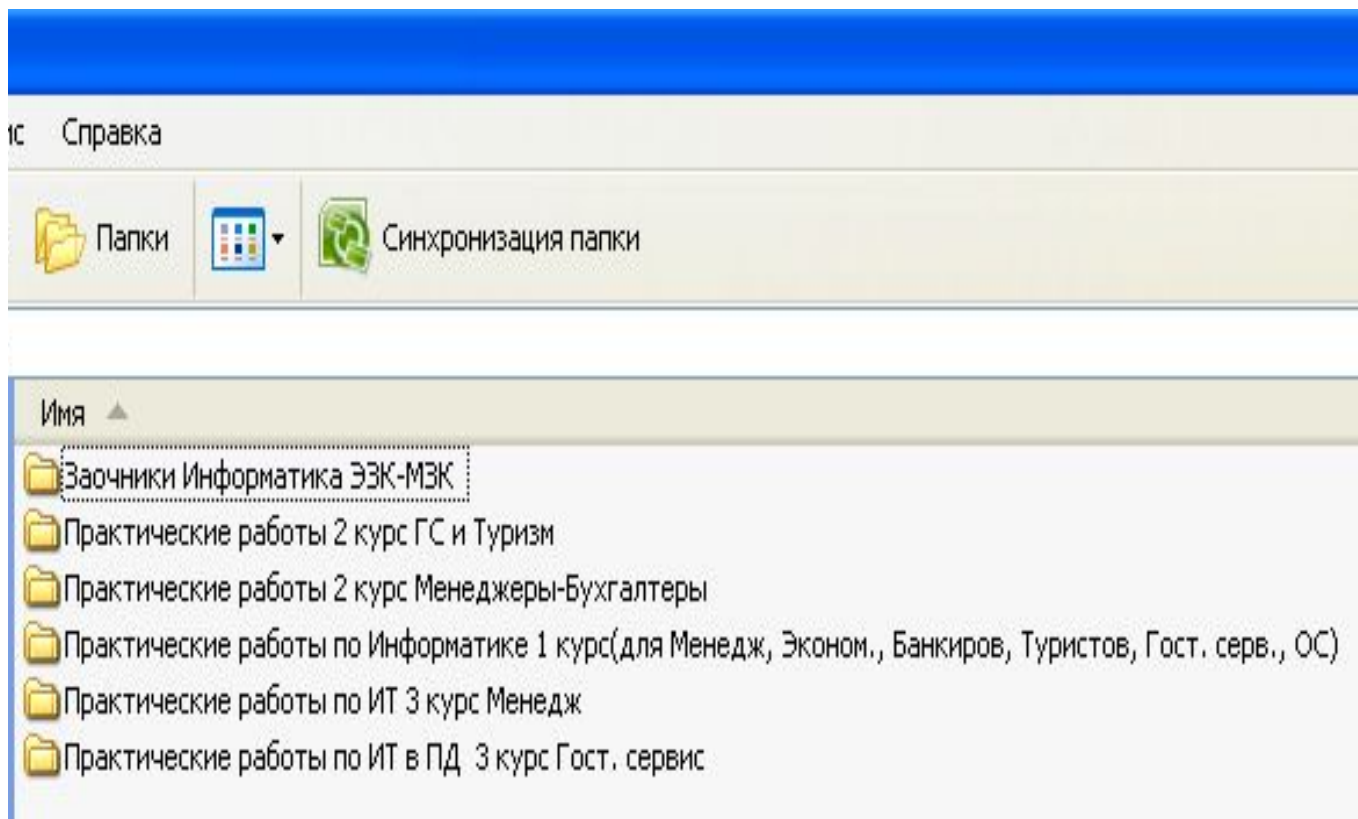 ис Справка
Папки Синхронизация папки
Имя
Заочники Информатика ЭЗК-МЗК
Практические работы 2 курс ГС и Туризм
Практические работы 2 курс Менеджеры-Бухгалтеры
Практические работы по Информатике 1 курс(для Менедж, Эконом., Банкиров, Туристов, Гост. серв., ОС)
Практические работы по ИТ 3 курс Менедж
Практические работы по ИТ в ПД 3 курс Гост. сервис